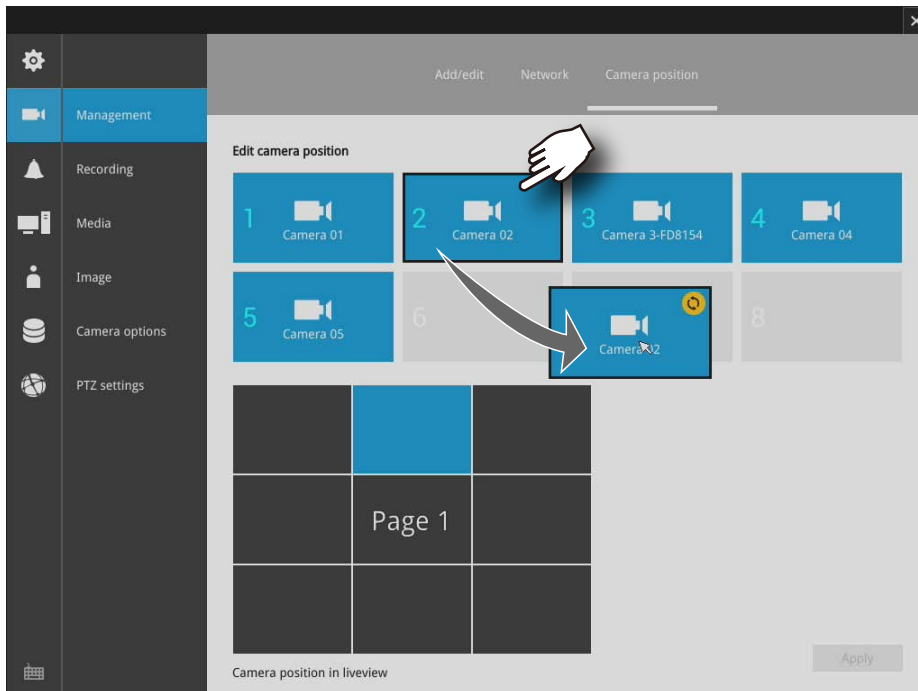 Add/edit Network Camera position
Management
Recording
Media
Image
Camera options
PTZ settings
Edit camera position
1 Camera 01
2 Camera 02
3 Camera 3-FD8154
4 Camera 04
5 Camera 05
6
Camera 02
8
Page 1
Camera position in liveview
Apply